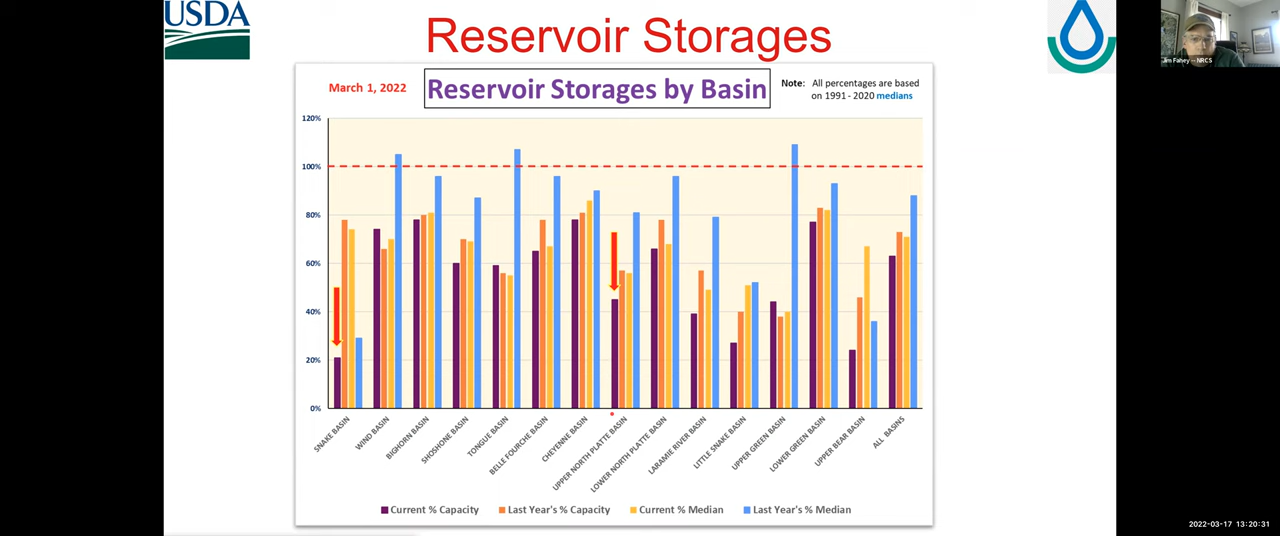 USDA
Reservoir Storages
Jim Fahey -- NRCS
March 1, 2022
Reservoir Storages by Basin
Note: All percentages are based
on 1991 - 2020 medians
120%
100%
80%
60%
40%
20%
0%
SNAKE BASIN
WIND BASIN
BIGHORN BASIN
SHOSHONE BASIN
TONGUE BASIN
BELLE FOURCHE BASIN
CHEYENNE BASIN
UPPER NORTH PLATTE BASIN
LOWER NORTH PLATTE BASIN
LARAMIE RIVER BASIN
LITTLE SNAKE BASIN
UPPER GREEN BASIN
LOWER GREEN BASIN
UPPER BEAR BASIN
ALL BASINS
Current % Capacity
Last Year's % Capacity
Current % Median
Last Year's % Median
2022-03-17 13:20:31